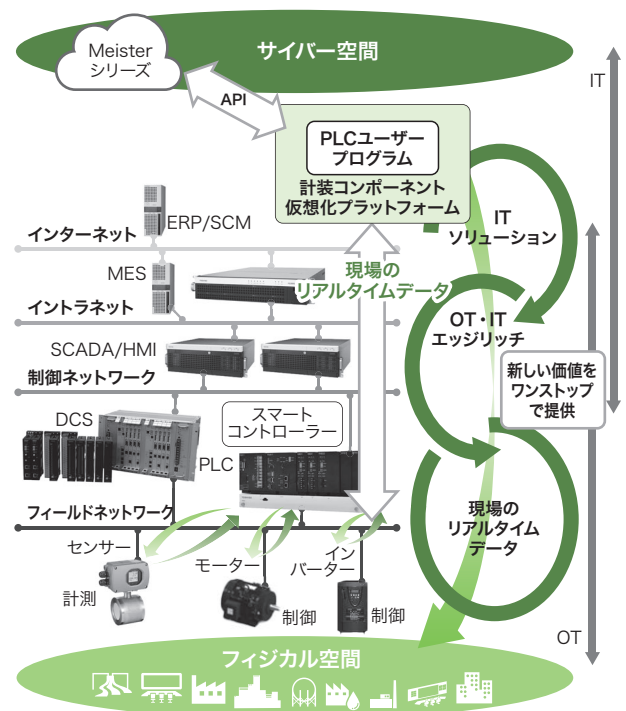 Meister
シリーズ
サイバー空間
IT
API
PLCユーザー
プログラム
計装コンポーネント
仮想化プラットフォーム
ERP/SCM
インターネット
IT
ソリューション
MES
現場の
リアルタイムデータ
イントラネット
OT・IT
エッジリッチ
SCADA/HMI
制御ネットワーク
新しい価値を
ワンストップ
で提供
DCS
スマート
コントローラー
PLC
フィールドネットワーク
現場の
リアルタイム
データ
センサー
モーター
イン
バーター
計測
制御
制御
OT
フィジカル空間